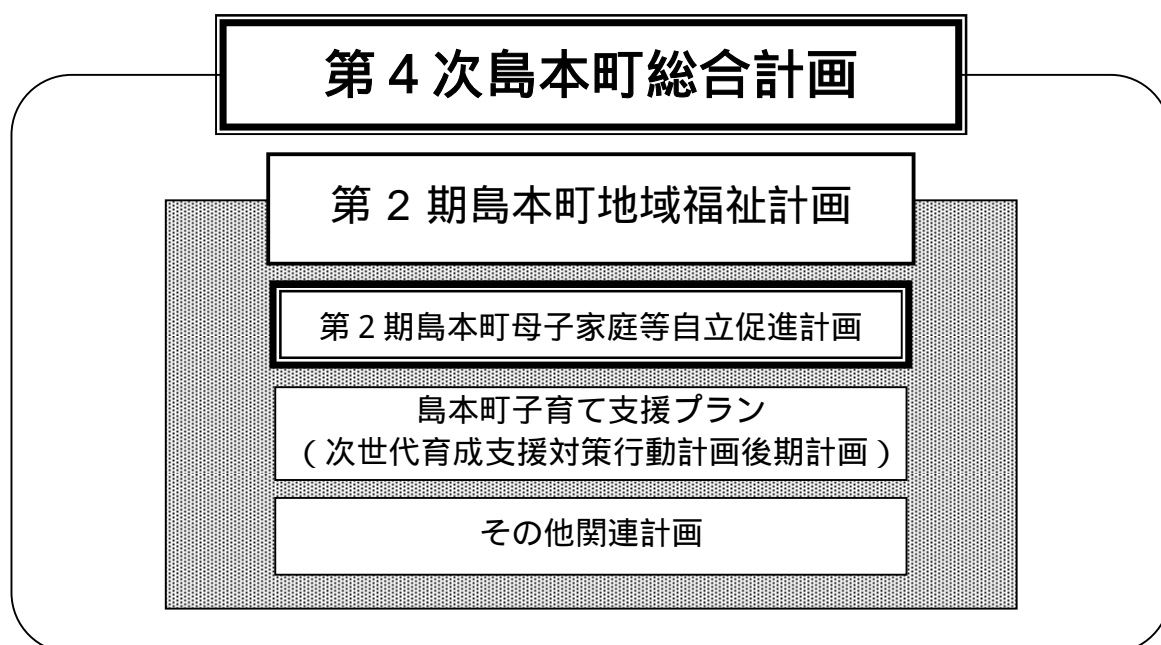 第４次島本町総合計画
第２期島本町地域福祉計画
第２期島本町母子家庭等自立促進計画
島本町子育て支援プラン
（次世代育成支援対策行動計画後期計画）
その他関連計画